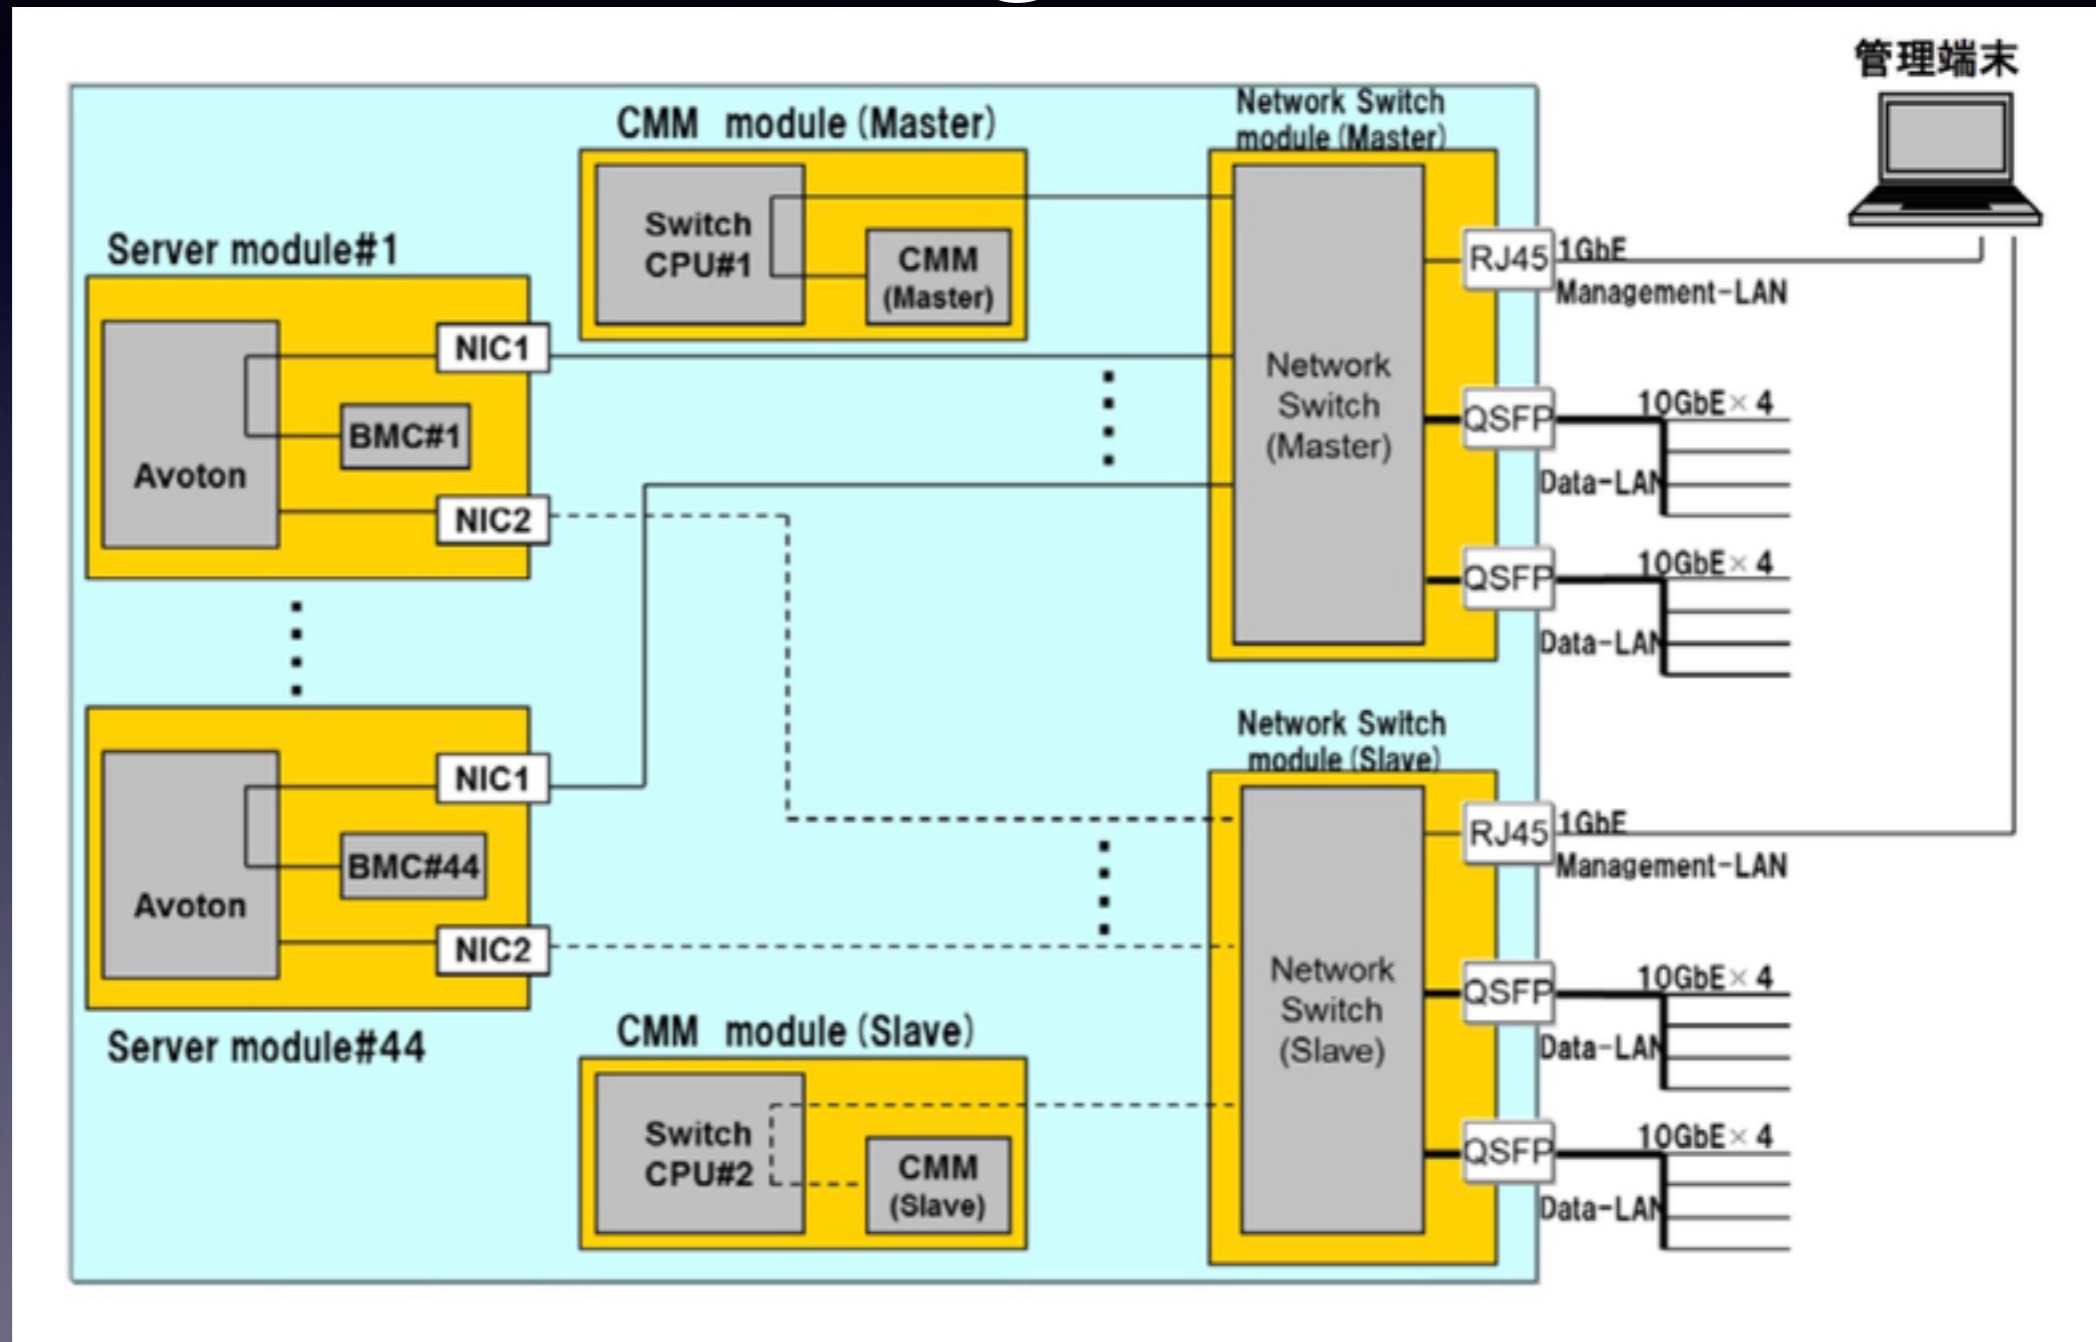 管理端末
CMM module (Master)
Network Switch
module (Master)
Switch
CPU#1
CMM
(Master)
Server module#1
NIC1
BMC#1
Avoton
NIC2
Network
Switch
(Master)
RJ45
1GbE
Management-LAN
QSFP
10GbE× 4
Data-LAN
QSFP
10GbE× 4
Data-LAN
NIC1
BMC#44
Avoton
NIC2
Server module#44
Network Switch
module (Slave)
Network
Switch
(Slave)
RJ45
1GbE
Management-LAN
QSFP
10GbE× 4
Data-LAN
QSFP
10GbE× 4
Data-LAN
CMM module (Slave)
Switch
CPU#2
CMM
(Slave)